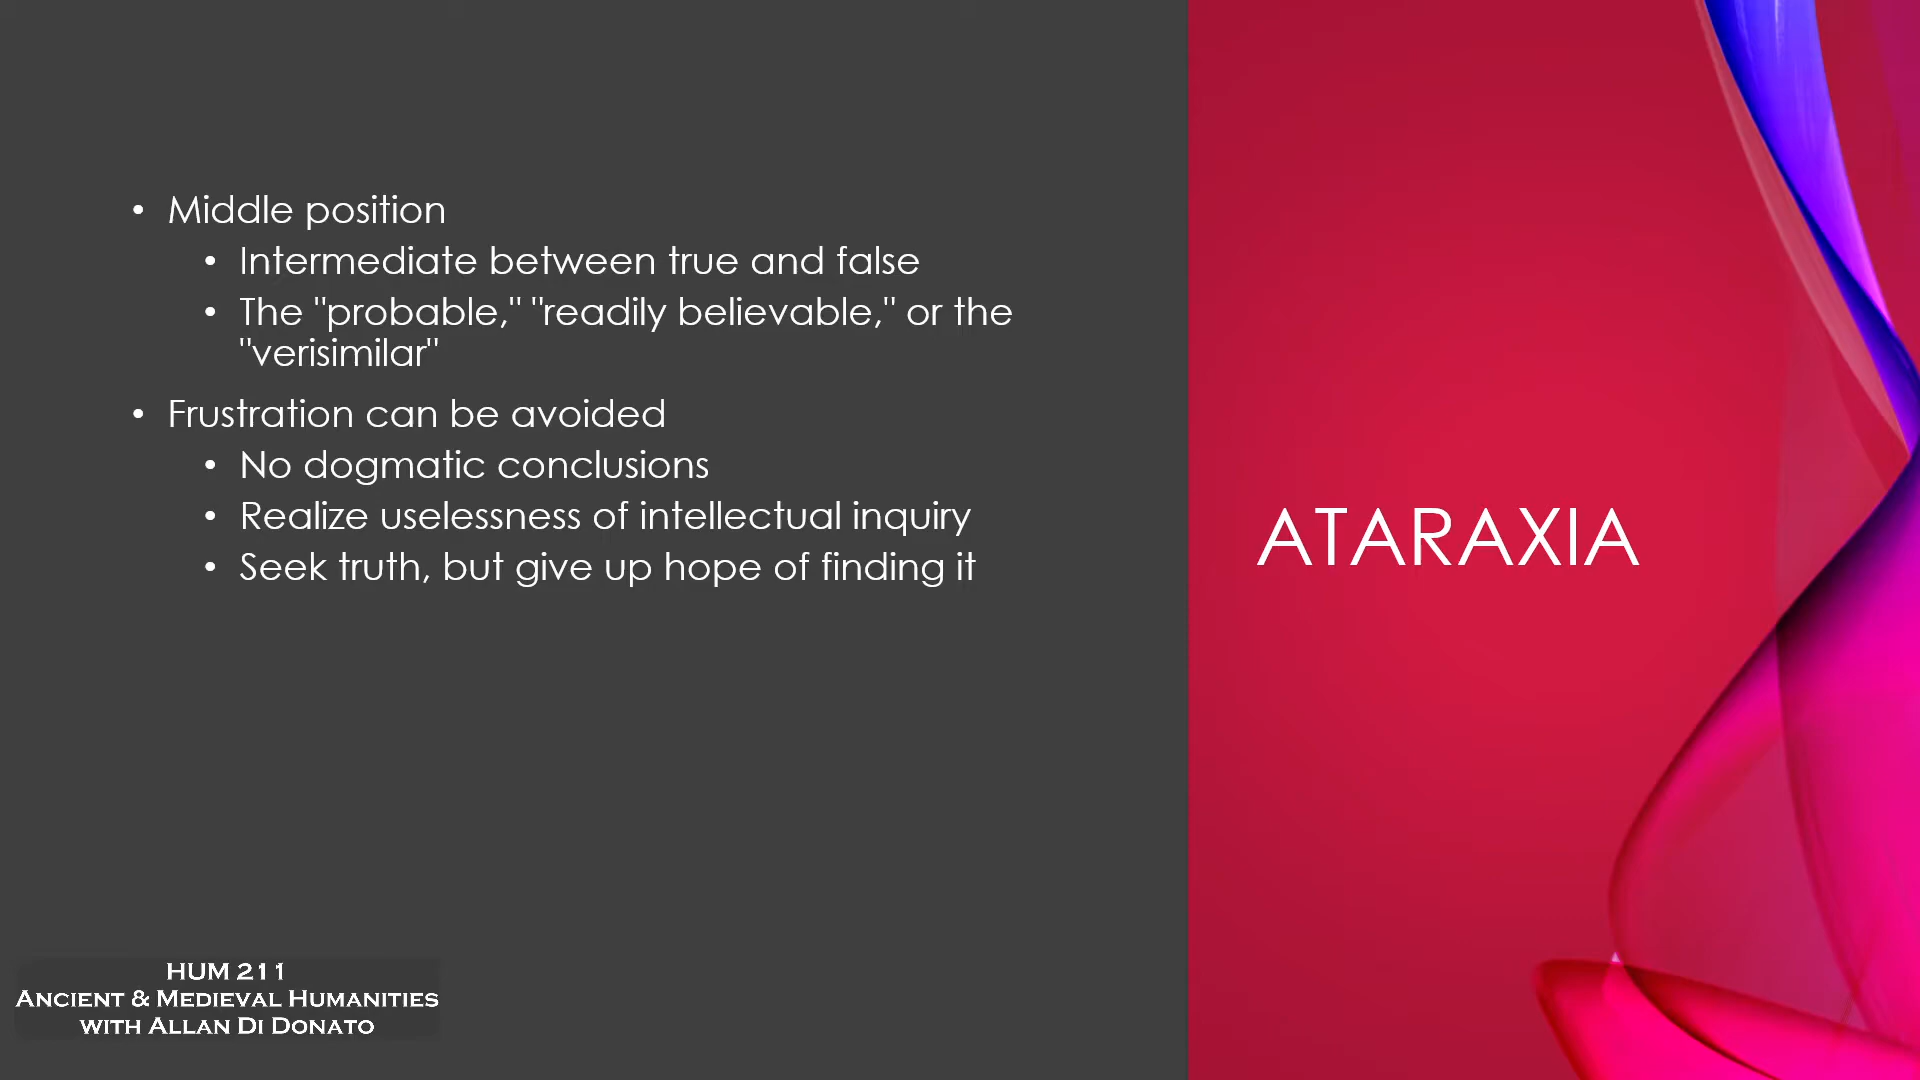 • Middle position
• Intermediate between true and false
• The "probable," "readily believable," or the
"verisimilar"
• Frustration can be avoided
• No dogmatic conclusions
• Realize uselessness of intellectual inquiry
• Seek truth, but give up hope of finding it
ATARAXIA
HUM 211
ANCIENT & MEDIEVAL HUMANITIES
WITH ALLAN DI DONATO